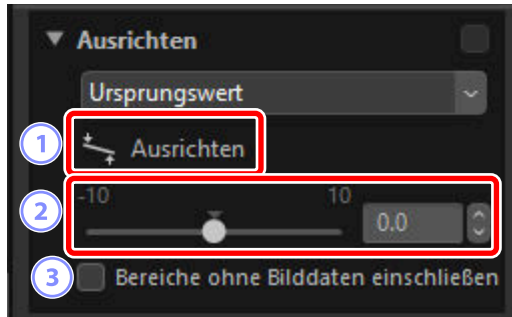 Ausrichten
Ursprungswert
1 Ausrichten
2 -10 10 0.0
3 Bereiche ohne Bilddaten einschließen